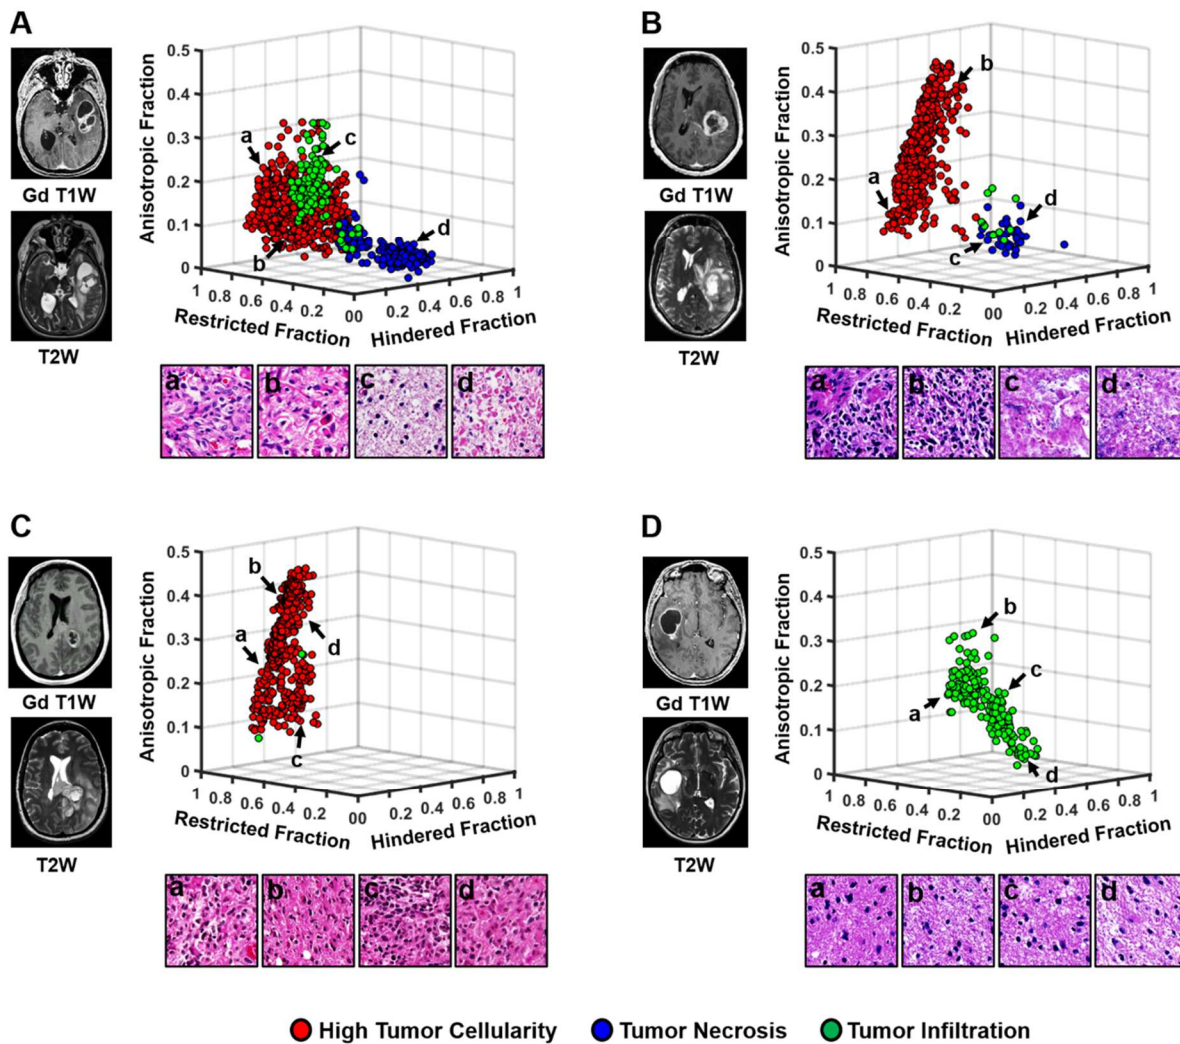 A
0.5
0.4
0.3
0.2
0.1
0
Anisotropic Fraction
a
c
b
d
1 0.8 0.6 0.4 0.2 00 0.2 0.4 0.6 0.8 1
Restricted Fraction Hindered Fraction
Gd T1W
T2W
a b c d
B
0.5
0.4
0.3
0.2
0.1
0
Anisotropic Fraction
b
a
d
c
1 0.8 0.6 0.4 0.2 00 0.2 0.4 0.6 0.8 1
Restricted Fraction Hindered Fraction
Gd T1W
T2W
a b c d
C
0.5
0.4
0.3
0.2
0.1
0
Anisotropic Fraction
b
a
d
c
1 0.8 0.6 0.4 0.2 00 0.2 0.4 0.6 0.8 1
Restricted Fraction Hindered Fraction
Gd T1W
T2W
a b c d
D
0.5
0.4
0.3
0.2
0.1
0
Anisotropic Fraction
b
c
a
d
1 0.8 0.6 0.4 0.2 00 0.2 0.4 0.6 0.8 1
Restricted Fraction Hindered Fraction
Gd T1W
T2W
a b c d
High Tumor Cellularity Tumor Necrosis Tumor Infiltration